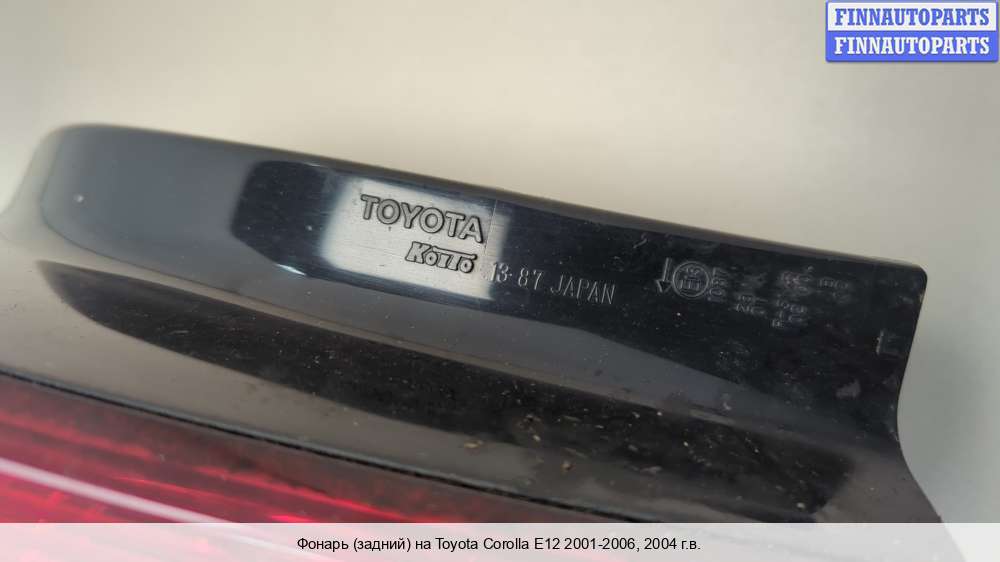 FINNAUTOPARTS
FINNAUTOPARTS
TOYOTA
KOITO
13-87 JAPAN
Фонарь (задний) на Toyota Corolla E12 2001-2006, 2004 г.в.